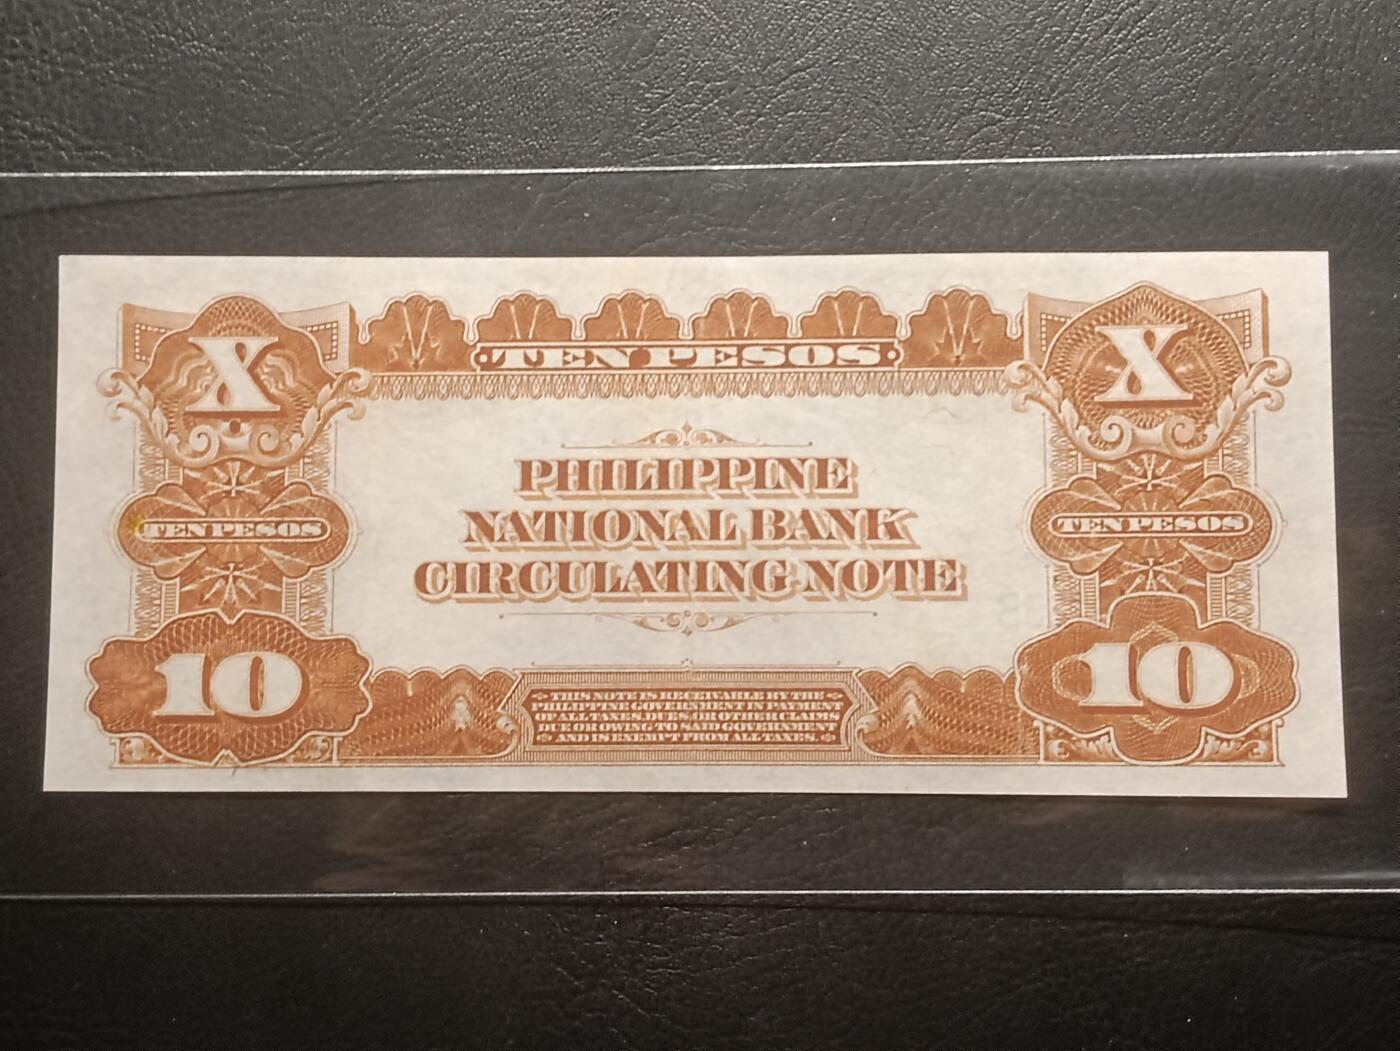 X TEN PESOS X
PHILIPPINE
TEN PESOS NATIONAL BANK TEN PESOS
CIRCULATING NOTE
10 10
THIS NOTE IS RECEIVABLE BY THE
PHILIPPINE GOVERNMENT IN PAYMENT
OF ALL TAXES, DUES, OR OTHER CLAIMS
DUE OR OWING TO SAID GOVERNMENT
AND IS EXEMPT FROM ALL TAXES.